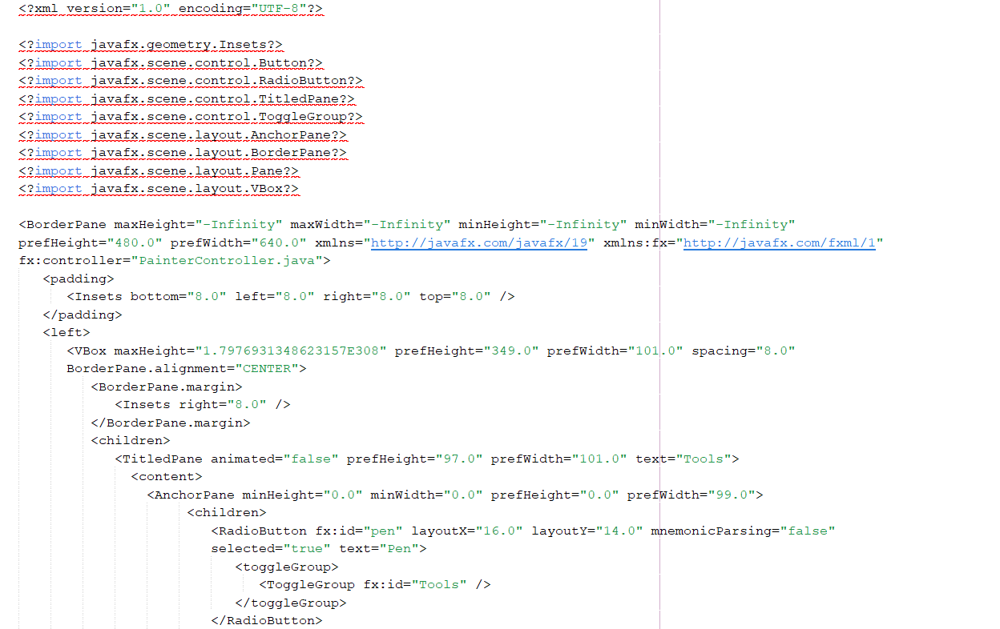 <?xml version="1.0" encoding="UTF-8"?>
<?import javafx.geometry.Insets?>
<?import javafx.scene.control.Button?>
<?import javafx.scene.control.RadioButton?>
<?import javafx.scene.control.TitledPane?>
<?import javafx.scene.control.ToggleGroup?>
<?import javafx.scene.layout.AnchorPane?>
<?import javafx.scene.layout.BorderPane?>
<?import javafx.scene.layout.Pane?>
<?import javafx.scene.layout.VBox?>
<BorderPane maxHeight="-Infinity" maxWidth="-Infinity" minHeight="-Infinity" minWidth="-Infinity"
prefHeight="480.0" prefWidth="640.0" xmlns="http://javafx.com/javafx/19" xmlns:fx="http://javafx.com/fxml/1"
fx:controller="PainterController.java">
<padding>
<Insets bottom="8.0" left="8.0" right="8.0" top="8.0" />
</padding>
<left>
<VBox maxHeight="1.7976931348623157E308" prefHeight="349.0" prefWidth="101.0" spacing="8.0"
BorderPane.alignment="CENTER">
<BorderPane.margin>
<Insets right="8.0" />
</BorderPane.margin>
<children>
<TitledPane animated="false" prefHeight="97.0" prefWidth="101.0" text="Tools">
<content>
<AnchorPane minHeight="0.0" minWidth="0.0" prefHeight="0.0" prefWidth="99.0">
<children>
<RadioButton fx:id="pen" layoutX="16.0" layoutY="14.0" mnemonicParsing="false"
selected="true" text="Pen">
<toggleGroup>
<ToggleGroup fx:id="Tools" />
</toggleGroup>
</RadioButton>